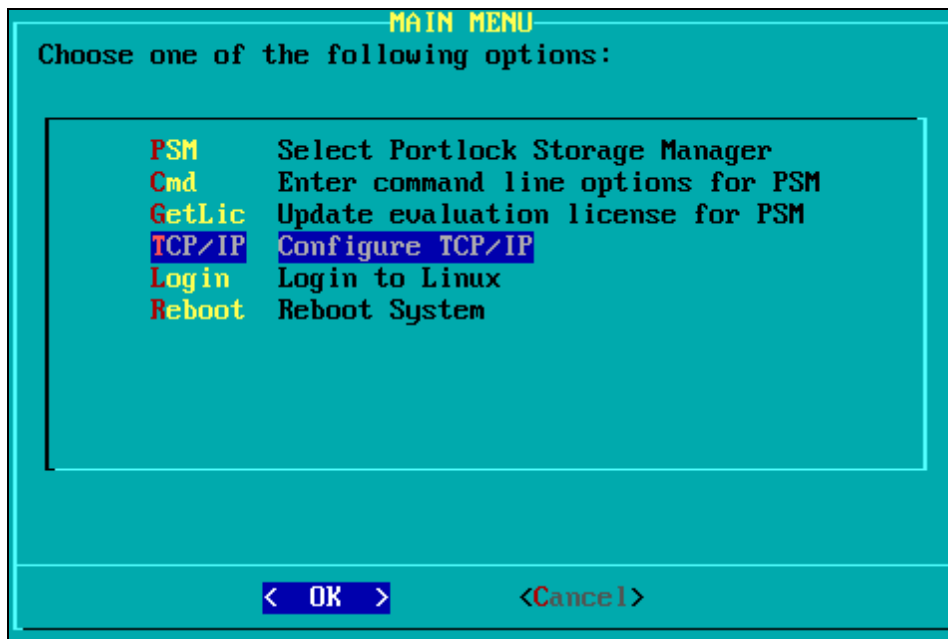 MAIN MENU
Choose one of the following options:
PSM Select Portlock Storage Manager
Cmd Enter command line options for PSM
GetLic Update evaluation license for PSM
TCP/IP Configure TCP/IP
Login Login to Linux
Reboot Reboot System
< OK > <Cancel>